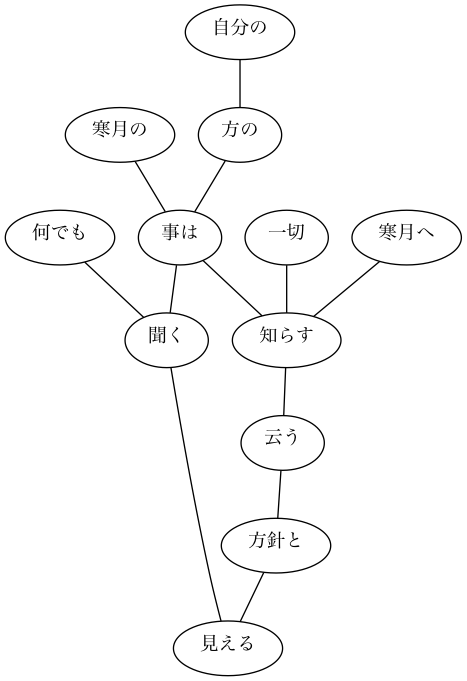 自分の
寒月の
方の
何でも
事は
一切
寒月へ
聞く
知らす
云う
方針と
見える